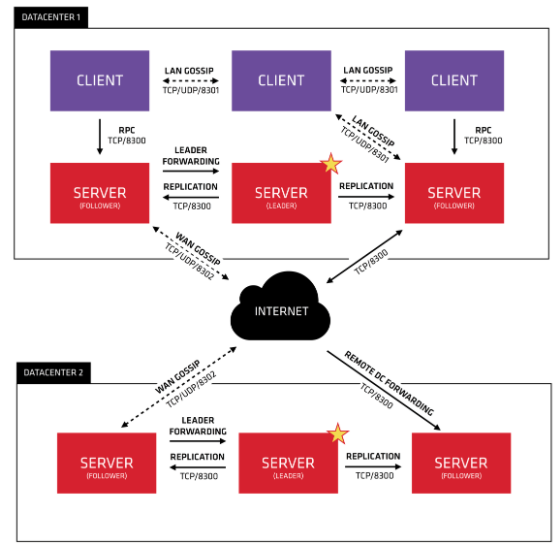 DATACENTER 1
CLIENT
LAN GOSSIP
TCP/UDP/8301
CLIENT
LAN GOSSIP
TCP/UDP/8301
CLIENT
RPC
TCP/8300
LAN GOSSIP
TCP/UDP/8301
RPC
TCP/8300
SERVER
(FOLLOWER)
LEADER
FORWARDING
REPLICATION
TCP/8300
SERVER
(LEADER)
REPLICATION
TCP/8300
SERVER
(FOLLOWER)
WAN GOSSIP
TCP/UDP/8302
TCP/8300
INTERNET
DATACENTER 2
WAN GOSSIP
TCP/UDP/8302
REMOTE DC FORWARDING
TCP/8300
SERVER
(FOLLOWER)
LEADER
FORWARDING
REPLICATION
TCP/8300
SERVER
(LEADER)
REPLICATION
TCP/8300
SERVER
(FOLLOWER)